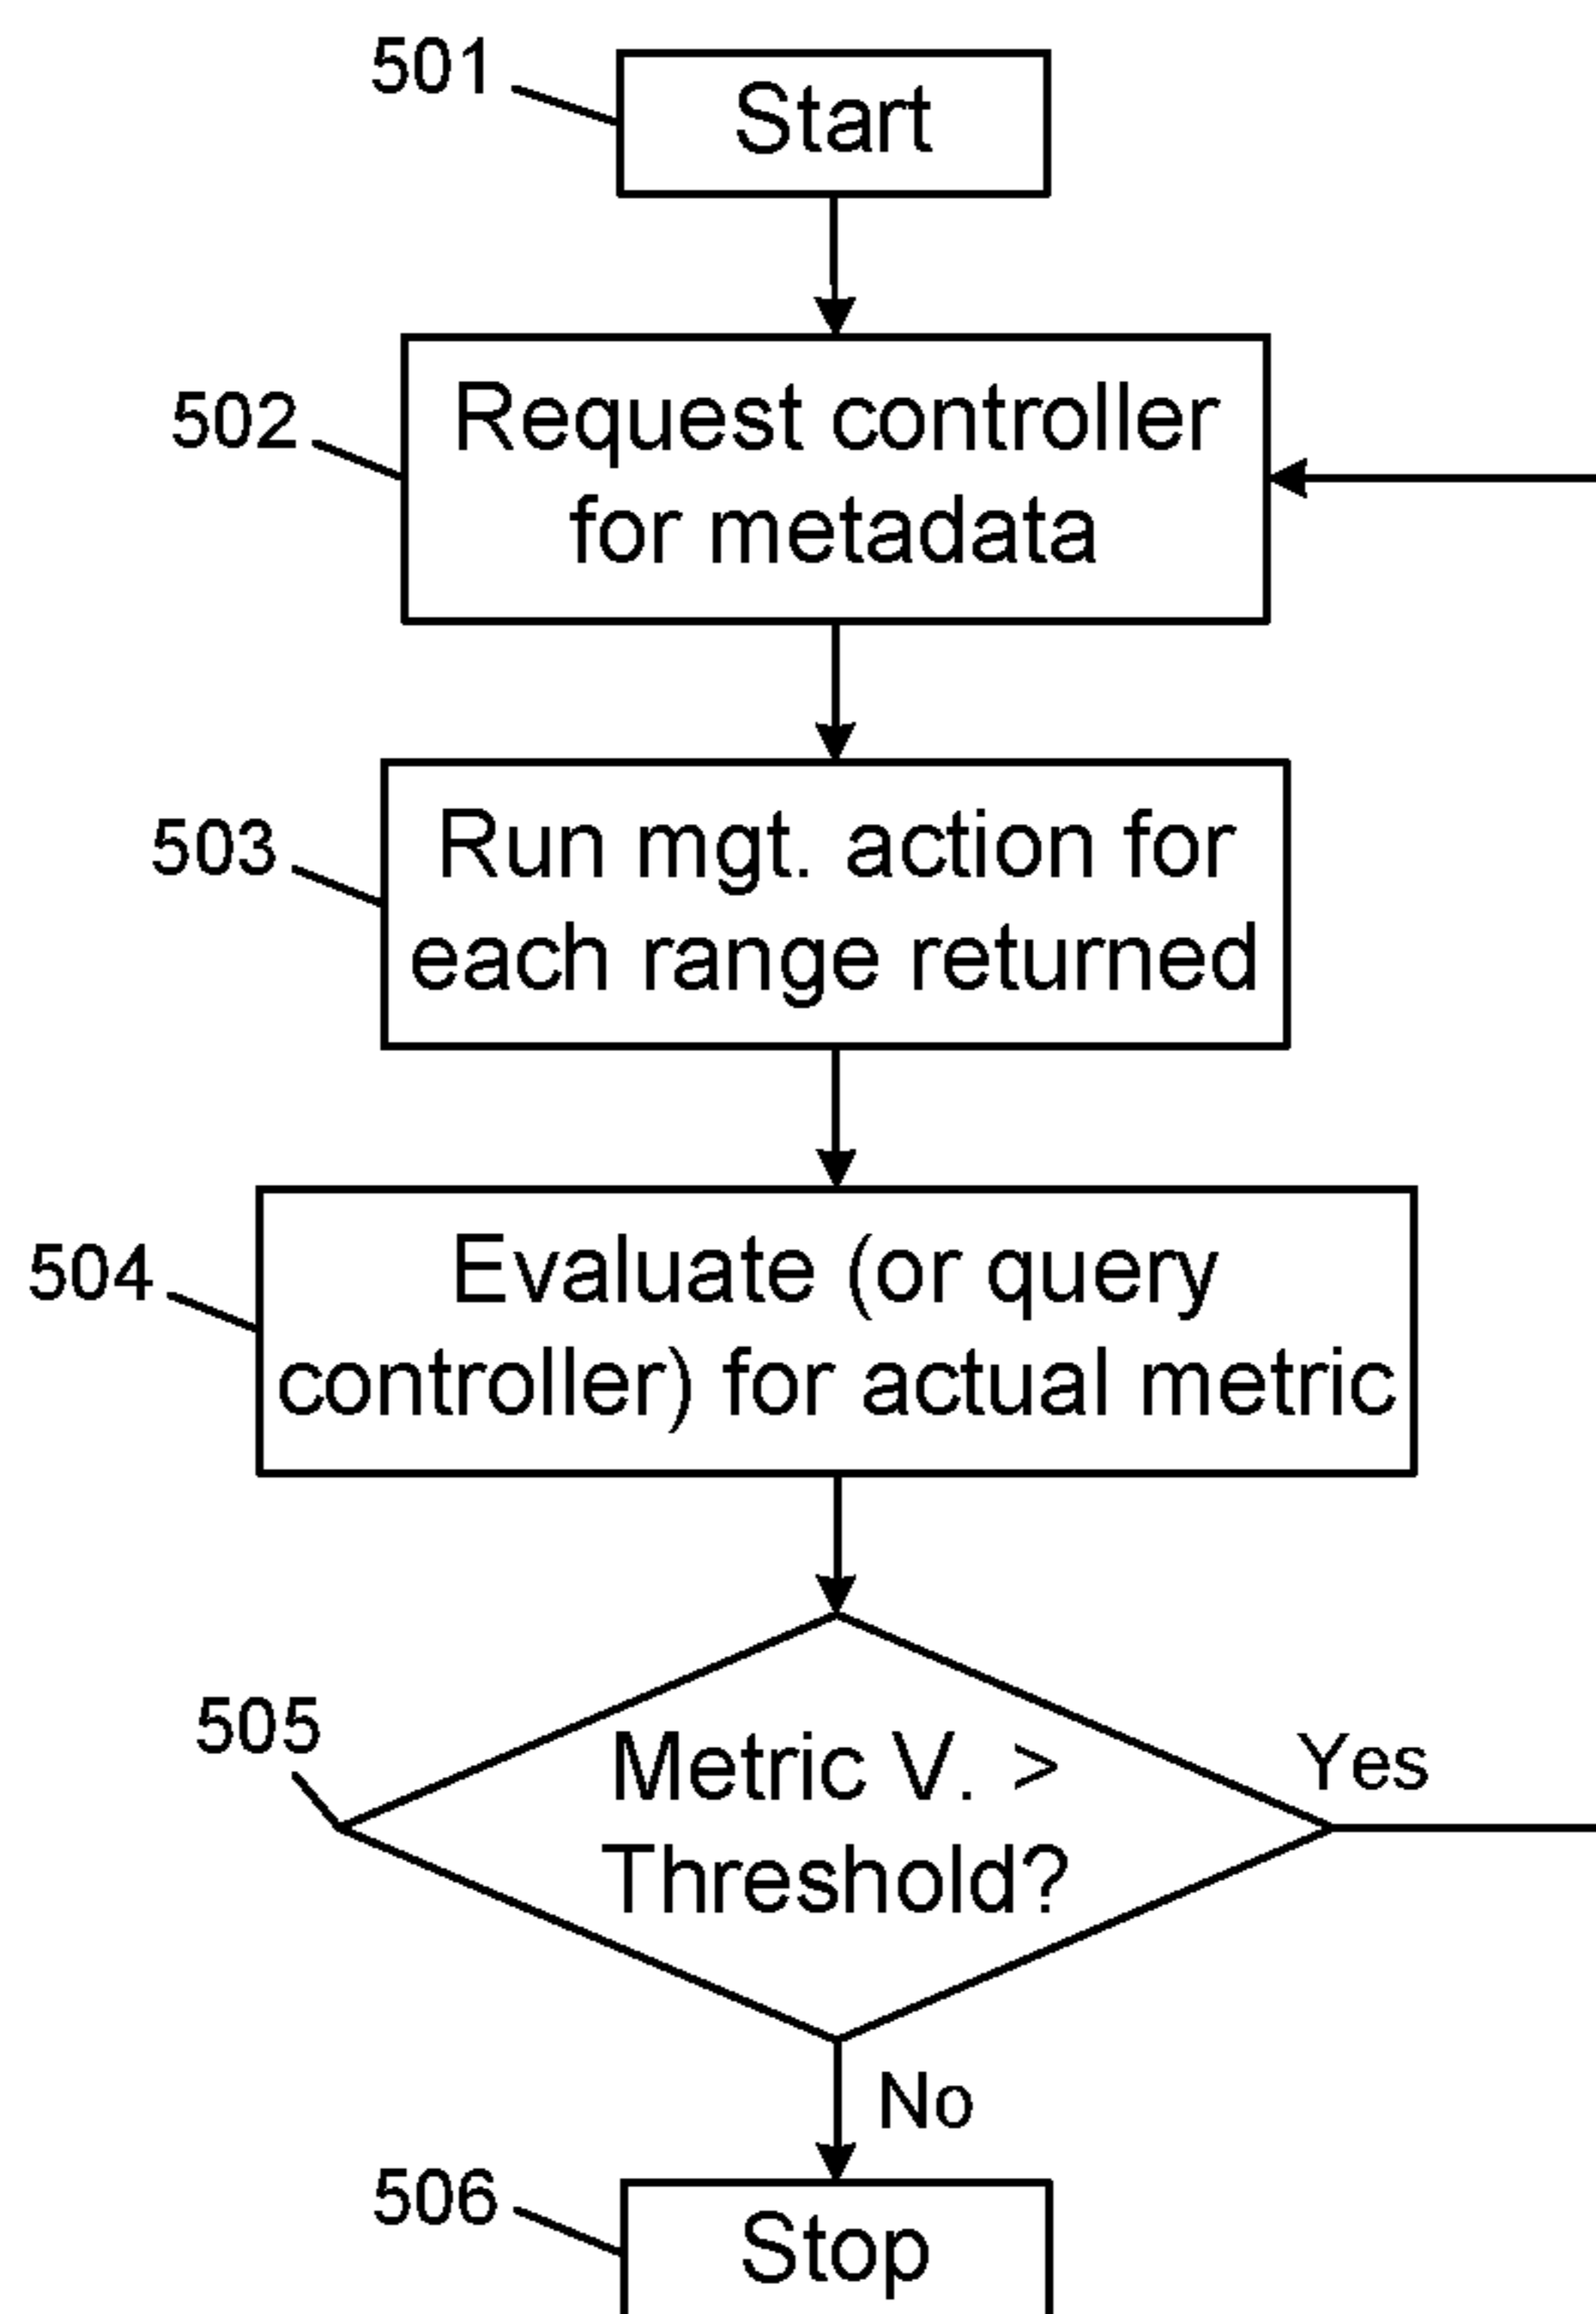 501
Start
502
Request controller
for metadata
503
Run mgt. action for
each range returned
504
Evaluate (or query
controller) for actual metric
505
Metric V. >
Threshold?
Yes
No
506
Stop